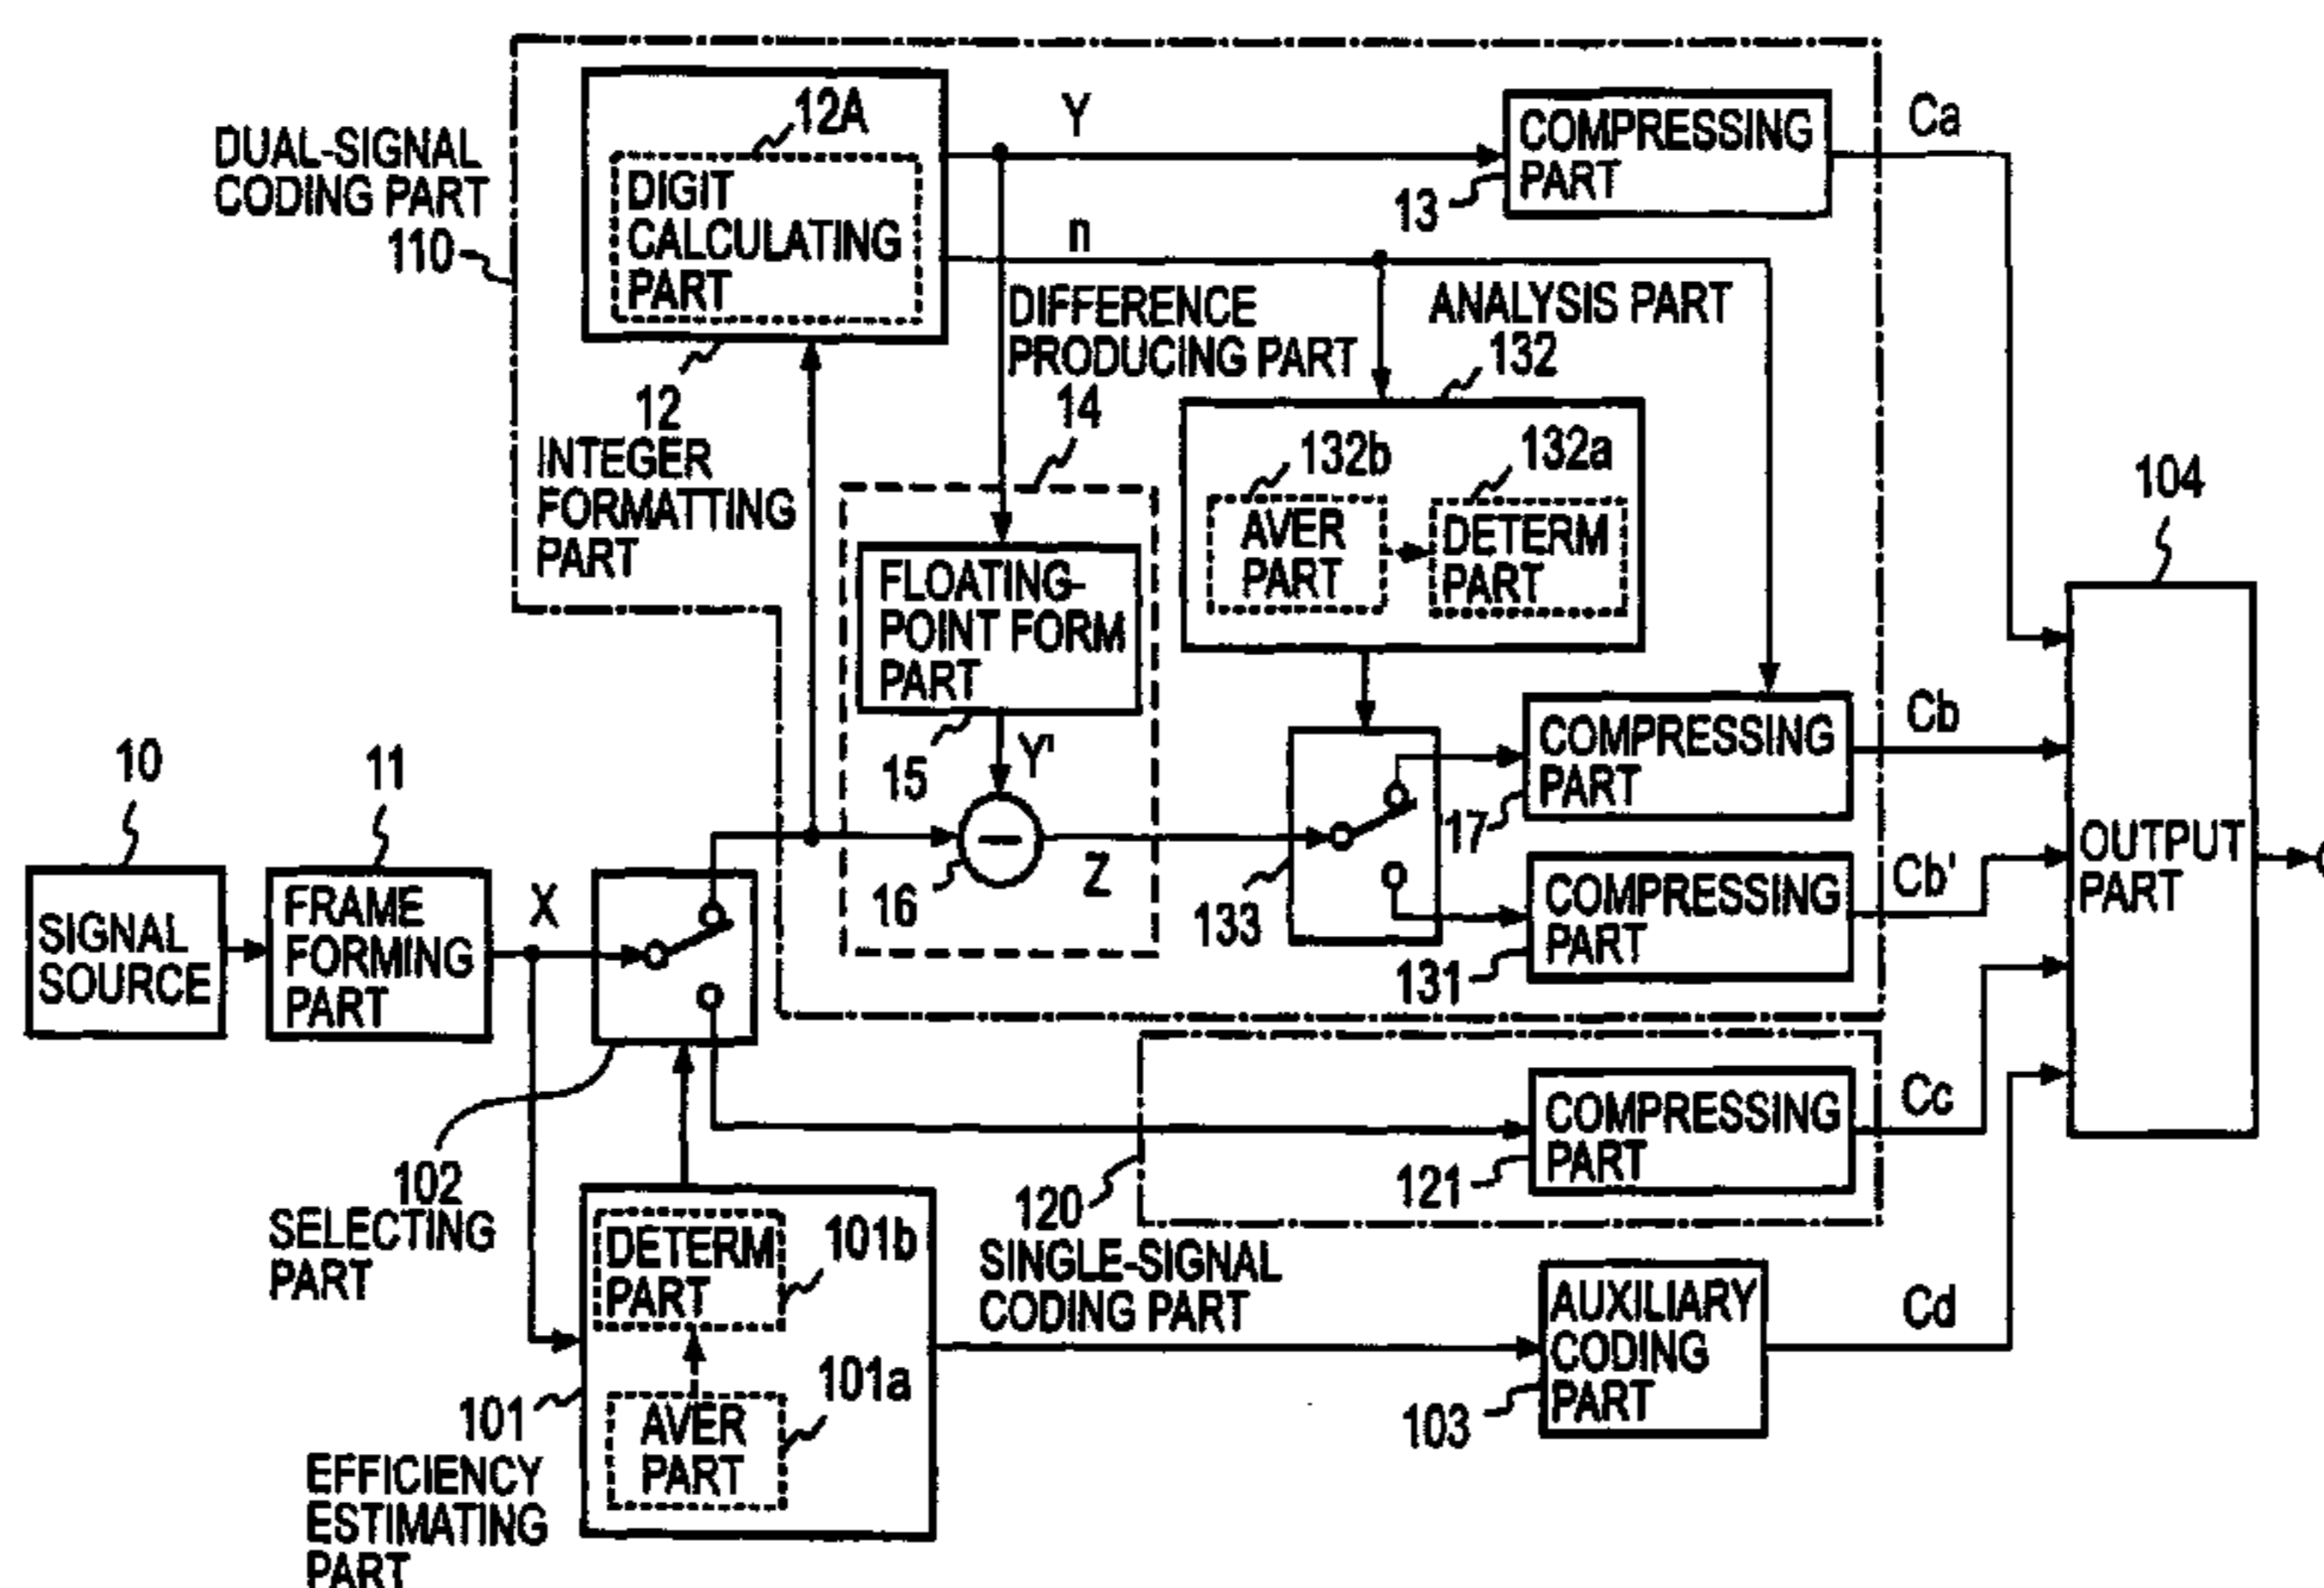 12A
Y
COMPRESSING
PART
Ca
DUAL-SIGNAL
CODING PART
110
DIGIT
CALCULATING
PART
13
n
DIFFERENCE
PRODUCING PART
ANALYSIS PART
132
12
INTEGER
FORMATTING
PART
14
132b
132a
AVER
PART
DETERM
PART
104
FLOATING-
POINT FORM
PART
15
Y'
COMPRESSING
PART
Cb
17
10
11
SIGNAL
SOURCE
FRAME
FORMING
PART
X
16
Z
133
COMPRESSING
PART
Cb'
131
OUTPUT
PART
102
SELECTING
PART
COMPRESSING
PART
Cc
121
120
SINGLE-SIGNAL
CODING PART
DETERM
PART
101b
AUXILIARY
CODING
PART
Cd
103
101
EFFICIENCY
ESTIMATING
PART
AVER
PART
101a